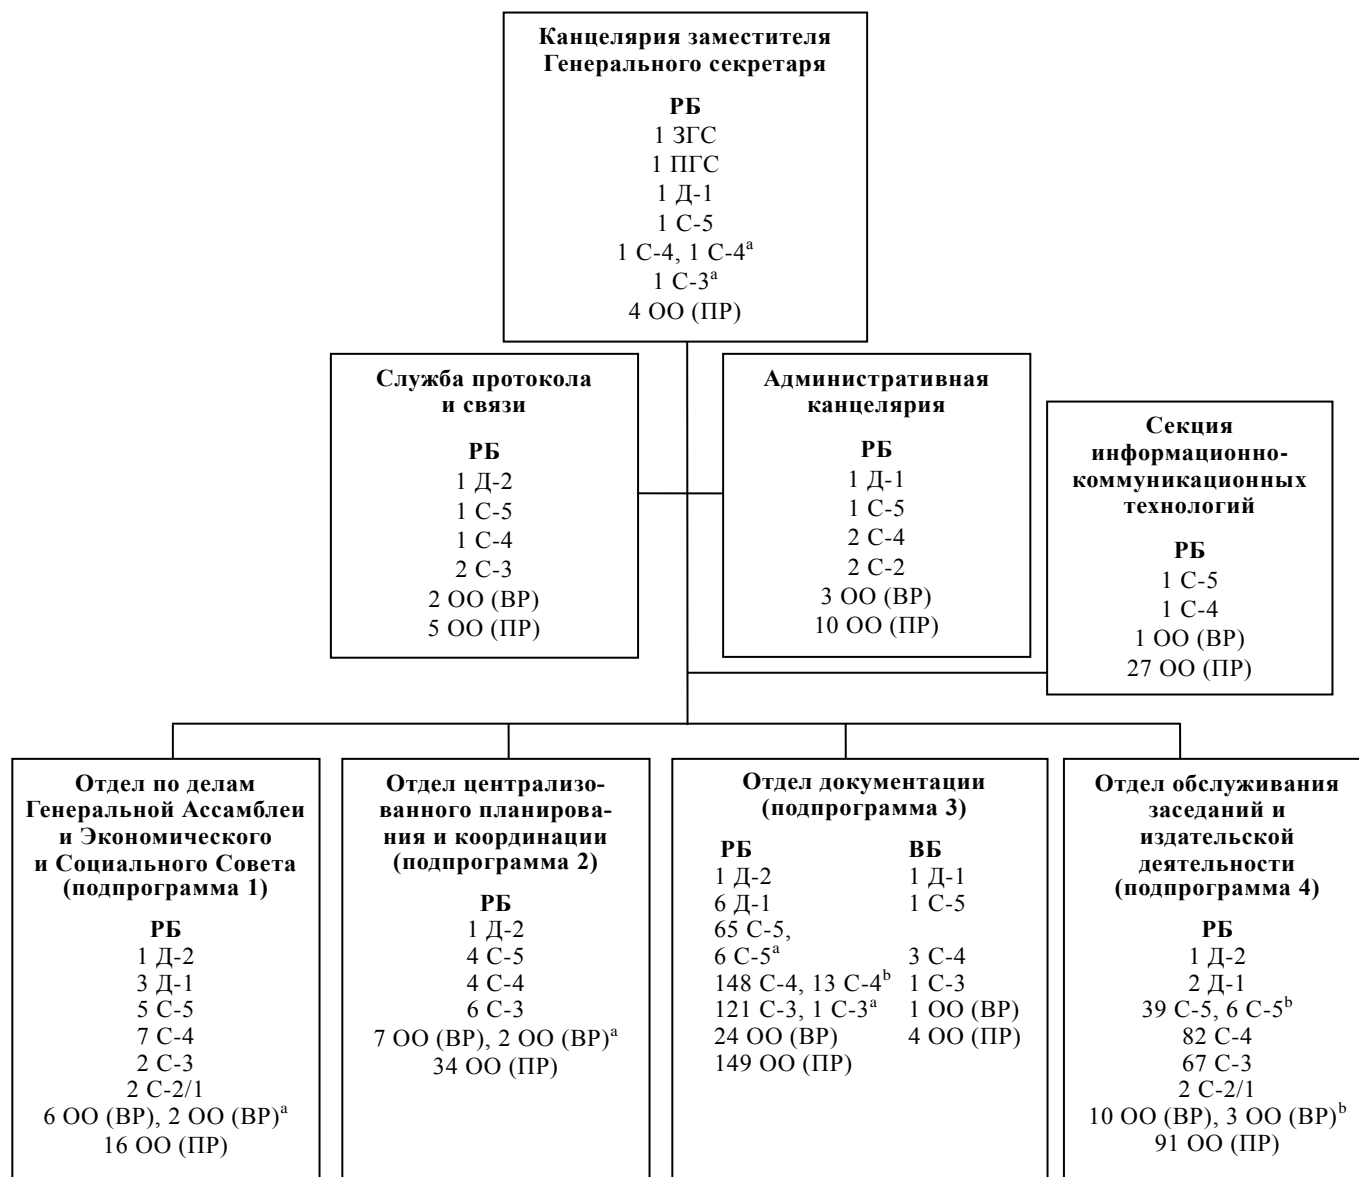 Канцелярия заместителя
Генерального секретаря
РБ
1 ЗГС
1 ПГС
1 Д-1
1 С-5
1 С-4, 1 С-4ᵃ
1 С-3ᵃ
4 ОО (ПР)
Служба протокола
и связи
РБ
1 Д-2
1 С-5
1 С-4
2 С-3
2 ОО (ВР)
5 ОО (ПР)
Административная
канцелярия
РБ
1 Д-1
1 С-5
2 С-4
2 С-2
3 ОО (ВР)
10 ОО (ПР)
Секция
информационно-
коммуникационных
технологий
РБ
1 С-5
1 С-4
1 ОО (ВР)
27 ОО (ПР)
Отдел по делам
Генеральной Ассамблеи
и Экономического
и Социального Совета
(подпрограмма 1)
РБ
1 Д-2
3 Д-1
5 С-5
7 С-4
2 С-3
2 С-2/1
6 ОО (ВР), 2 ОО (ВР)ᵃ
16 ОО (ПР)
Отдел централизо-
ванного планирова-
ния и координации
(подпрограмма 2)
РБ
1 Д-2
4 С-5
4 С-4
6 С-3
7 ОО (ВР), 2 ОО (ВР)ᵃ
34 ОО (ПР)
Отдел документации
(подпрограмма 3)
РБ ВБ
1 Д-2 1 Д-1
6 Д-1 1 С-5
65 С-5,
6 С-5ᵃ 3 С-4
148 С-4, 13 С-4ᵇ 1 С-3
121 С-3, 1 С-3ᵃ 1 ОО (ВР)
24 ОО (ВР) 4 ОО (ПР)
149 ОО (ПР)
Отдел обслуживания
заседаний и
издательской
деятельности
(подпрограмма 4)
РБ
1 Д-2
2 Д-1
39 С-5, 6 С-5ᵇ
82 С-4
67 С-3
2 С-2/1
10 ОО (ВР), 3 ОО (ВР)ᵇ
91 ОО (ПР)